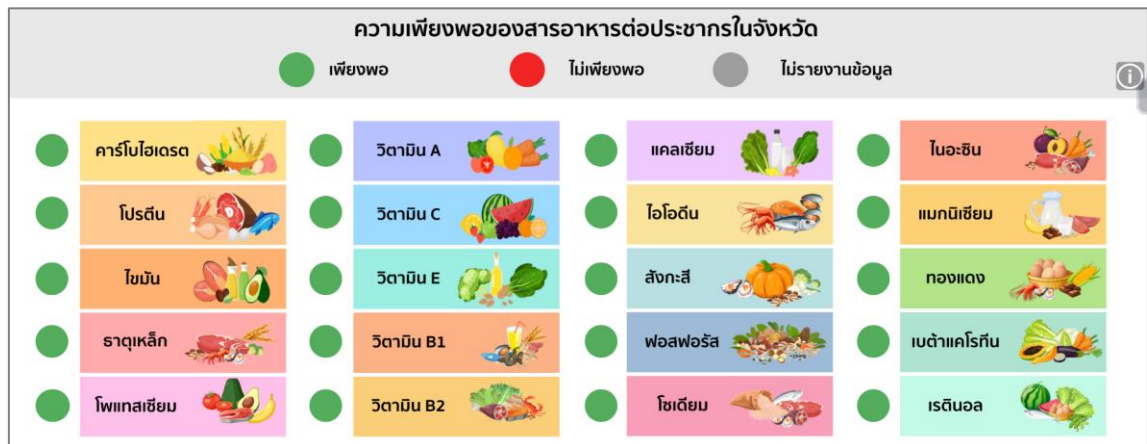 ความเพียงพอของสารอาหารต่อประชากรในจังหวัด
เพียงพอ ไม่เพียงพอ ไม่รายงานข้อมูล
คาร์โบไฮเดรต วิตามิน A แคลเซียม ไนอะซิน
โปรตีน วิตามิน C ไอโอดีน แมกนิเซียม
ไขมัน วิตามิน E สังกะสี ทองแดง
ธาตุเหล็ก วิตามิน B1 ฟอสฟอรัส เบต้าแคโรทีน
โพแทสเซียม วิตามิน B2 โซเดียม เรตินอล